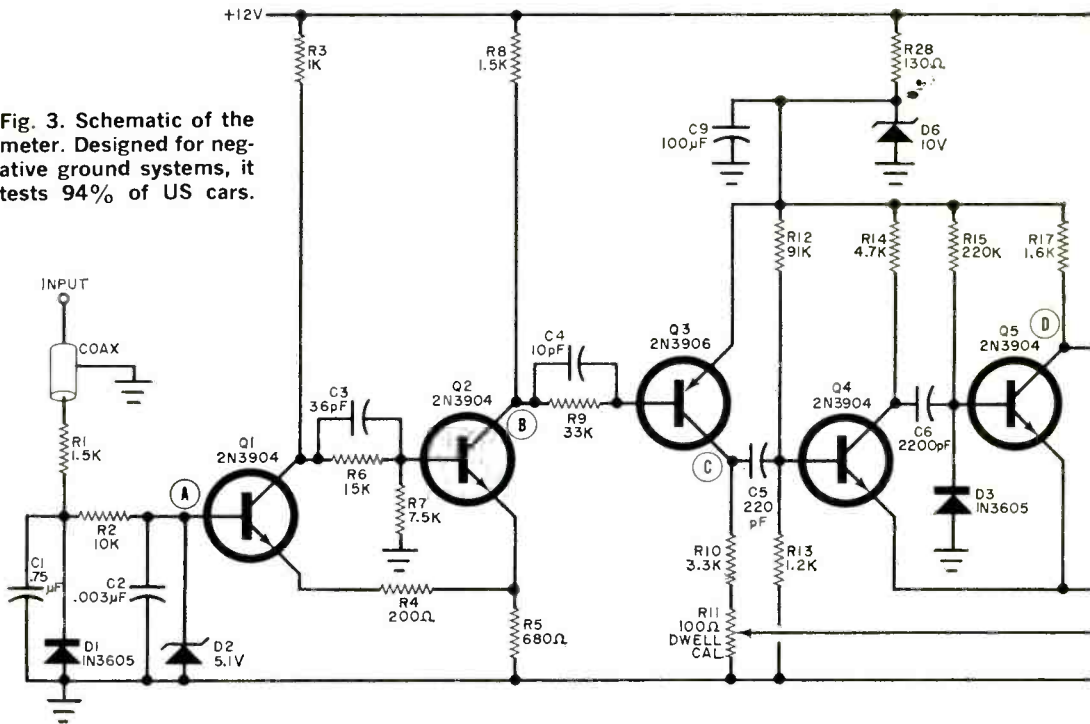 +12V
R3
1K
R8
1.5K
R28
130Ω
Fig. 3. Schematic of the
meter. Designed for neg-
ative ground systems, it
tests 94% of US cars.
C9
100μF
D6
10V
R12
91K
R14
4.7K
R15
220K
R17
1.6K
INPUT
COAX
C4
10pF
Q3
2N3906
D
Q5
2N3904
R1
1.5K
C3
36pF
Q2
2N3904
B
R9
33K
Q4
2N3904
C6
2200pF
Q1
2N3904
A
R6
15K
R7
7.5K
C
C5
220
pF
D3
IN3605
R2
10K
C1
.75
μF
C2
.003μF
R10
3.3K
R13
1.2K
R4
200Ω
R5
680Ω
R11
100Ω
DWELL
CAL
D1
IN3605
D2
5.1V